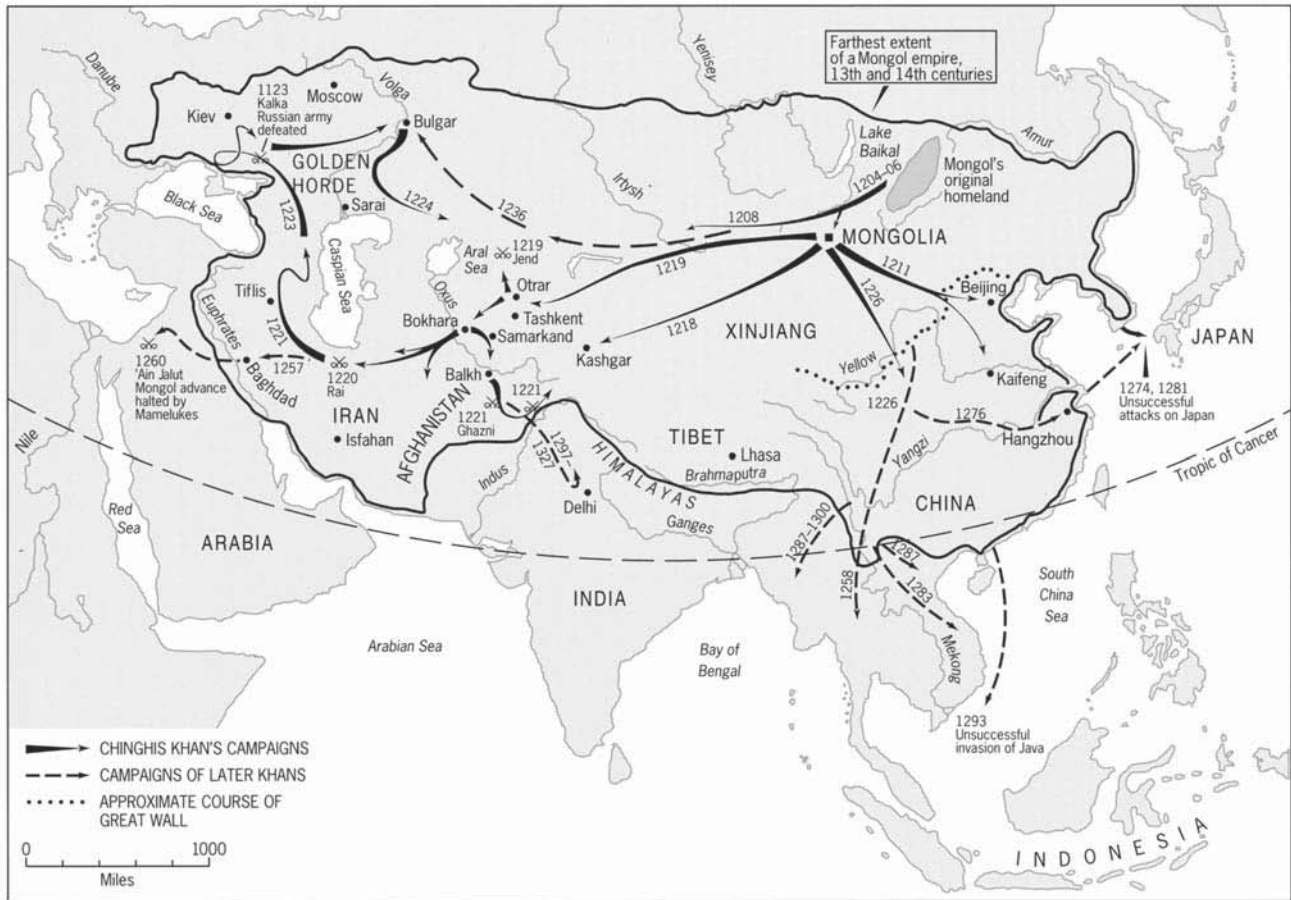 Farthest extent
of a Mongol empire,
13th and 14th centuries
Danube
Volga
Yenisey
Moscow
Kiev
1123
Kalka
Russian army
defeated
Bulgar
GOLDEN
HORDE
Lake
Baikal
Amur
Mongol's
original
homeland
1204–06
Irtysh
Black Sea
Sarai
1224
1236
1208
1223
MONGOLIA
Caspian Sea
Aral
Sea
1219
Jend
1219
1211
Otrar
Tiflis
Oxus
Tashkent
1226
Beijing
Euphrates
1221
Bokhara
Samarkand
1218
XINJIANG
JAPAN
Kashgar
Yellow
1260
'Ain Jalut
Mongol advance
halted by
Mamelukes
1257
Baghdad
1220
Rai
Balkh
Kaifeng
1274, 1281
Unsuccessful
attacks on Japan
IRAN
AFGHANISTAN
1221
Ghazni
1221
1226
1276
Hangzhou
Nile
Isfahan
TIBET
Lhasa
Yangzi
Tropic of Cancer
Indus
1297–
1327
HIMALAYAS
Brahmaputra
Delhi
Ganges
CHINA
Red
Sea
ARABIA
1287–1300
1287
1258
1283
INDIA
South
China
Sea
Arabian Sea
Bay of
Bengal
Mekong
1293
Unsuccessful
invasion of Java
CHINGHIS KHAN'S CAMPAIGNS
CAMPAIGNS OF LATER KHANS
APPROXIMATE COURSE OF
GREAT WALL
0 1000
Miles
INDONESIA